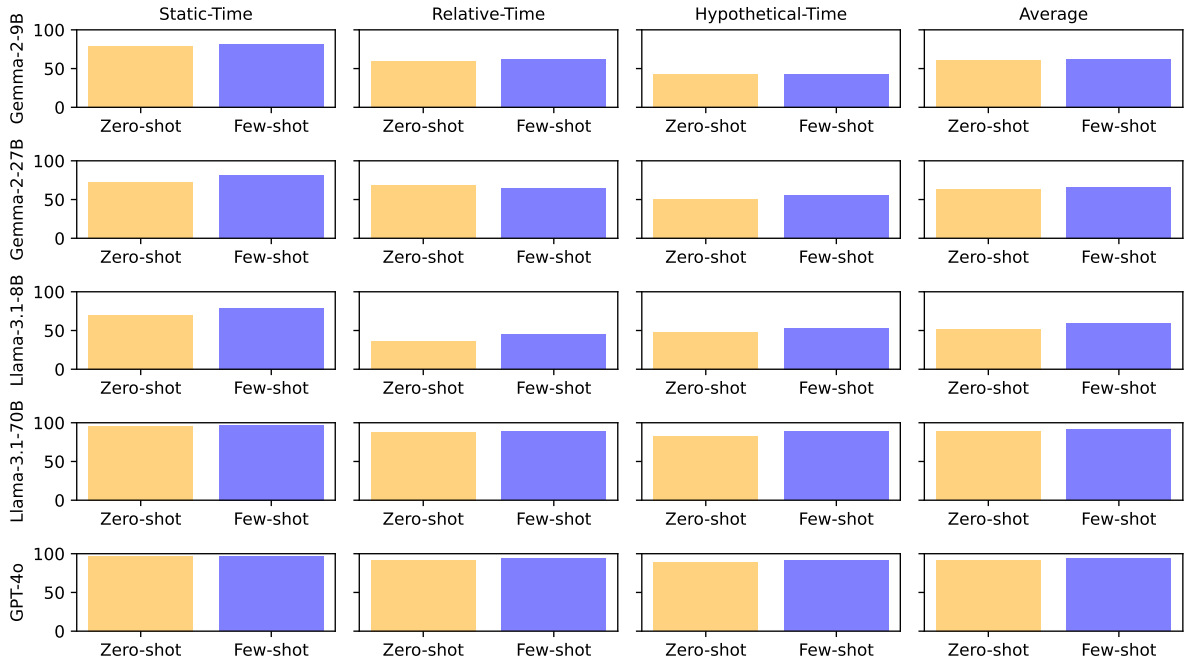 Static-Time Relative-Time Hypothetical-Time Average
Gemma-2-9B
100
50
0
Zero-shot Few-shot Zero-shot Few-shot Zero-shot Few-shot Zero-shot Few-shot
Gemma-2-27B
100
50
0
Zero-shot Few-shot Zero-shot Few-shot Zero-shot Few-shot Zero-shot Few-shot
Llama-3.1-8B
100
50
0
Zero-shot Few-shot Zero-shot Few-shot Zero-shot Few-shot Zero-shot Few-shot
Llama-3.1-70B
100
50
0
Zero-shot Few-shot Zero-shot Few-shot Zero-shot Few-shot Zero-shot Few-shot
GPT-4o
100
50
0
Zero-shot Few-shot Zero-shot Few-shot Zero-shot Few-shot Zero-shot Few-shot